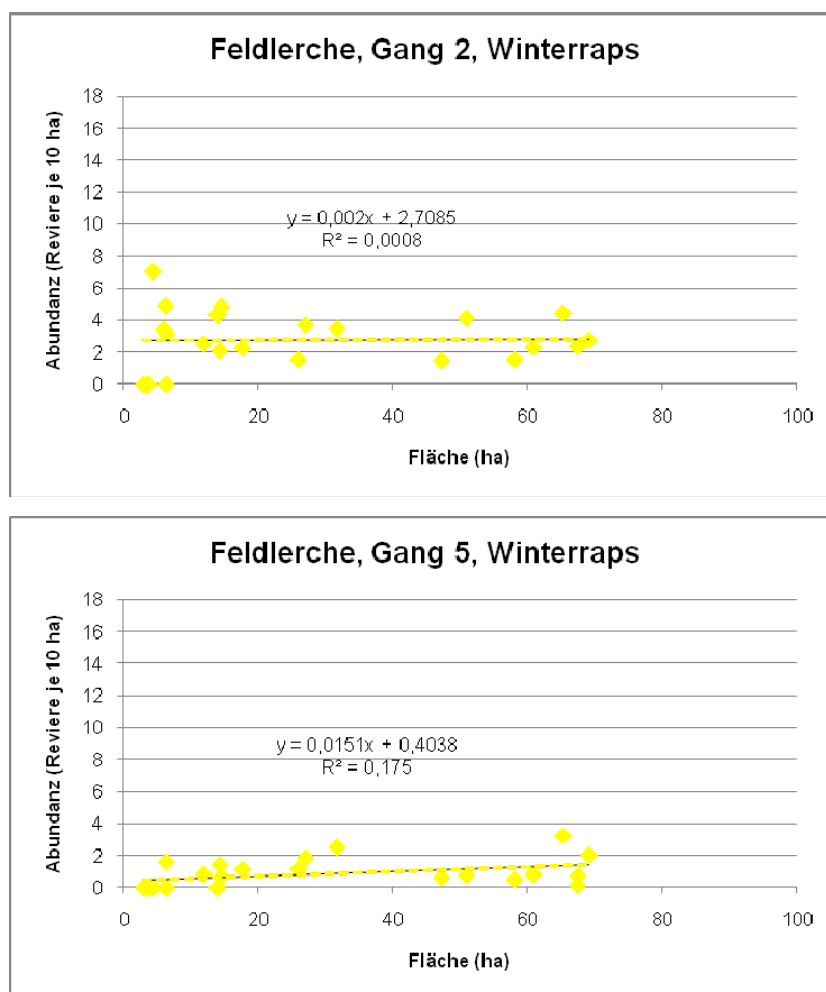 Feldlerche, Gang 2, Winterraps
Abundanz (Reviere je 10 ha)
18
16
14
12
10
8
6
4
2
0
y = 0,002x + 2,7085
R² = 0,0008
0 20 40 60 80 100
Fläche (ha)
Feldlerche, Gang 5, Winterraps
Abundanz (Reviere je 10 ha)
18
16
14
12
10
8
6
4
2
0
y = 0,0151x + 0,4038
R² = 0,175
0 20 40 60 80 100
Fläche (ha)